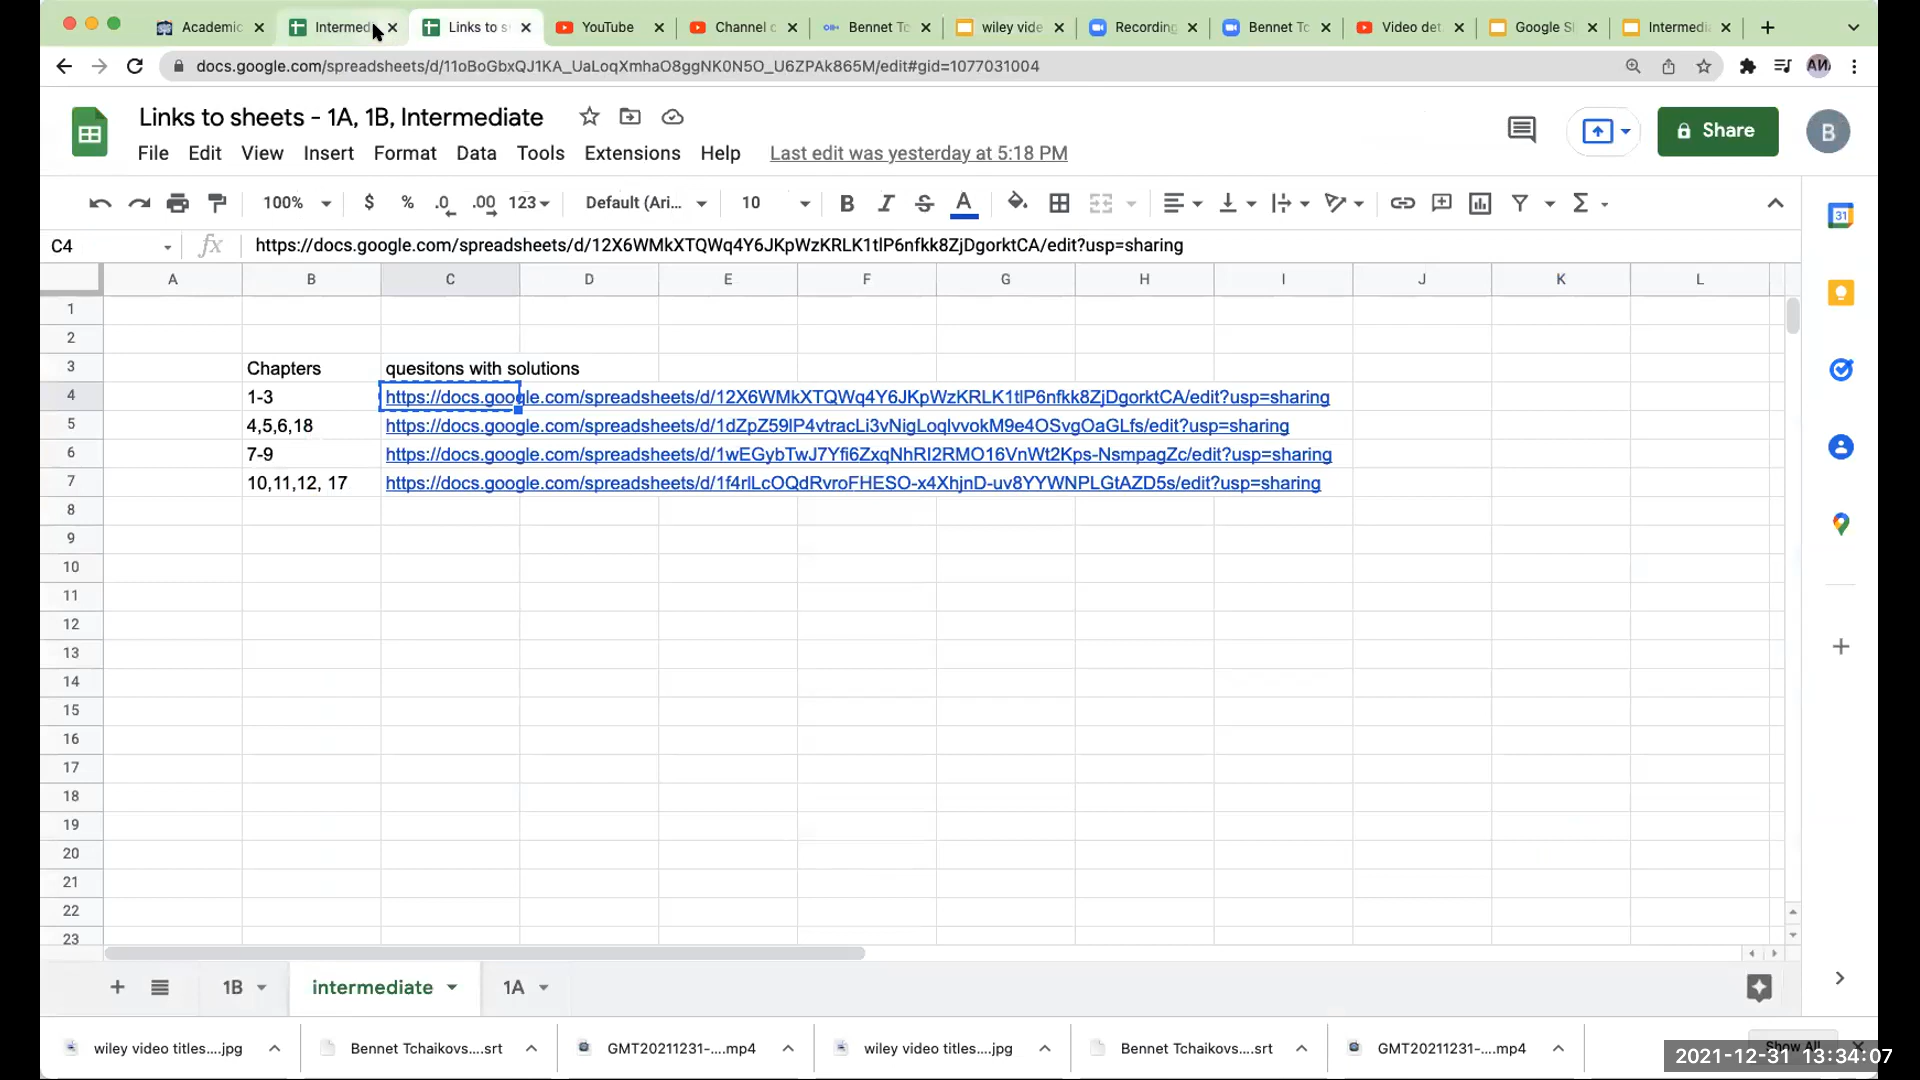 Academic
Intermed
Links to s
YouTube
Channel c
Bennet Tc
wiley vide
Recording
Bennet Tc
Video det
Google Sl
Intermedi
docs.google.com/spreadsheets/d/11oBoGbxQJ1KA_UaLoqXmhaO8ggNK0N5O_U6ZPAk865M/edit#gid=1077031004
Links to sheets - 1A, 1B, Intermediate
Share
B
File Edit View Insert Format Data Tools Extensions Help Last edit was yesterday at 5:18 PM
100% $ % .0 .00 123 Default (Ari... 10 B I S A
C4 fx https://docs.google.com/spreadsheets/d/12X6WMkXTQWq4Y6JKpWzKRLK1tlP6nfkk8ZjDgorktCA/edit?usp=sharing
A B C D E F G H I J K L
1
2
3 Chapters quesitons with solutions
4 1-3 https://docs.google.com/spreadsheets/d/12X6WMkXTQWq4Y6JKpWzKRLK1tlP6nfkk8ZjDgorktCA/edit?usp=sharing
5 4,5,6,18 https://docs.google.com/spreadsheets/d/1dZpZ59lP4vtracLi3vNigLoqlvvokM9e4OSvgOaGLfs/edit?usp=sharing
6 7-9 https://docs.google.com/spreadsheets/d/1wEGybTwJ7Yfi6ZxqNhRI2RMO16VnWt2Kps-NsmpagZc/edit?usp=sharing
7 10,11,12, 17 https://docs.google.com/spreadsheets/d/1f4rlLcOQdRvroFHESO-x4XhjnD-uv8YYWNPLGtAZD5s/edit?usp=sharing
8
9
10
11
12
13
14
15
16
17
18
19
20
21
22
23
1B intermediate 1A
wiley video titles....jpg
Bennet Tchaikovs....srt
GMT20211231-....mp4
wiley video titles....jpg
Bennet Tchaikovs....srt
GMT20211231-....mp4
Show All
2021-12-31 13:34:07